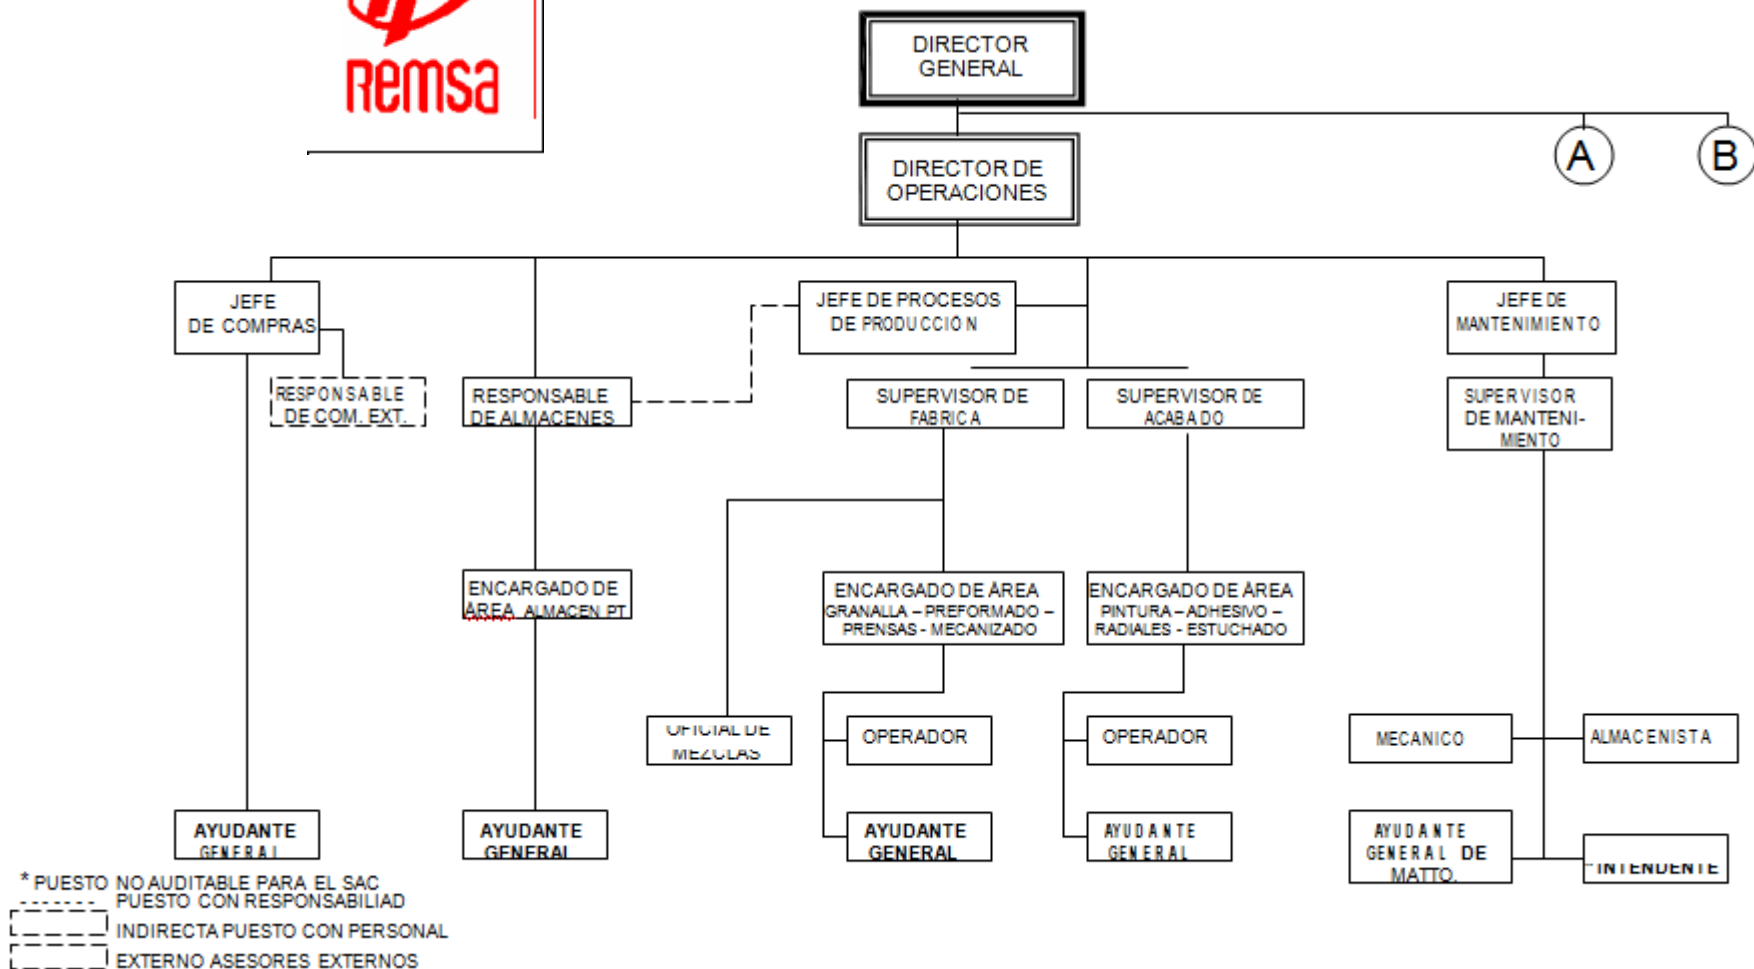 Remsa
DIRECTOR
GENERAL
A
B
DIRECTOR DE
OPERACIONES
JEFE
DE COMPRAS
JEFE DE PROCESOS
DE PRODUCCIÓN
JEFE DE
MANTENIMIENTO
RESPONSABLE
DE COM. EXT.
RESPONSABLE
DE ALMACENES
SUPERVISOR DE
FABRICA
SUPERVISOR DE
ACABADO
SUPERVISOR
DE MANTENI-
MIENTO
ENCARGADO DE
ÁREA ALMACEN PT
ENCARGADO DE ÁREA
GRANALLA – PREFORMADO –
PRENSAS - MECANIZADO
ENCARGADO DE ÁREA
PINTURA – ADHESIVO –
RADIALES - ESTUCHADO
OFICIAL DE
MEZCLAS
OPERADOR
OPERADOR
MECANICO
ALMACENISTA
AYUDANTE
GENERAL
AYUDANTE
GENERAL
AYUDANTE
GENERAL
AYUDANTE
GENERAL
AYUDANTE
GENERAL DE
MATTO.
INTENDENTE
* PUESTO NO AUDITABLE PARA EL SAC
------- PUESTO CON RESPONSABILIAD
INDIRECTA PUESTO CON PERSONAL
EXTERNO ASESORES EXTERNOS